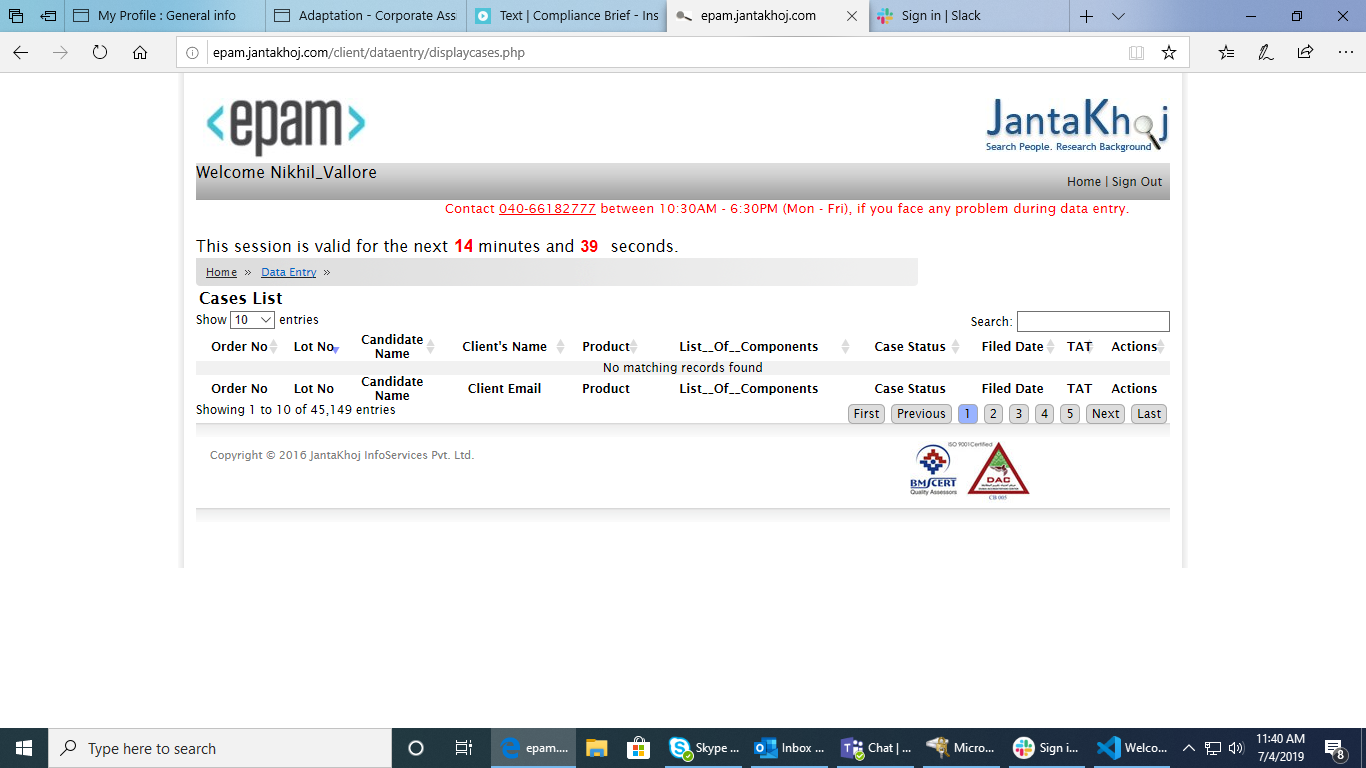 My Profile : General info
Adaptation - Corporate Ass
Text | Compliance Brief - Ins
epam.jantakhoj.com
Sign in | Slack
epam.jantakhoj.com/client/dataentry/displaycases.php
<epam>
JantaKhoj
Search People. Research Background
Welcome Nikhil_Vallore
Home | Sign Out
Contact 040-66182777 between 10:30AM - 6:30PM (Mon - Fri), if you face any problem during data entry.
This session is valid for the next 14 minutes and 39 seconds.
Home » Data Entry »
Cases List
Show 10 entries
Search:
Order No Lot No Candidate Name Client's Name Product List__Of__Components Case Status Filed Date TAT Actions
No matching records found
Order No Lot No Candidate Name Client Email Product List__Of__Components Case Status Filed Date TAT Actions
Showing 1 to 10 of 45,149 entries
First Previous 1 2 3 4 5 Next Last
Copyright © 2016 JantaKhoj InfoServices Pvt. Ltd.
ISO 9001Certified
BMSCERT
Quality Assessors
DAC
CB 005
Type here to search
epam....
Skype ...
Inbox ...
Chat | ...
Micro...
Sign i...
Welco...
11:40 AM
7/4/2019
8